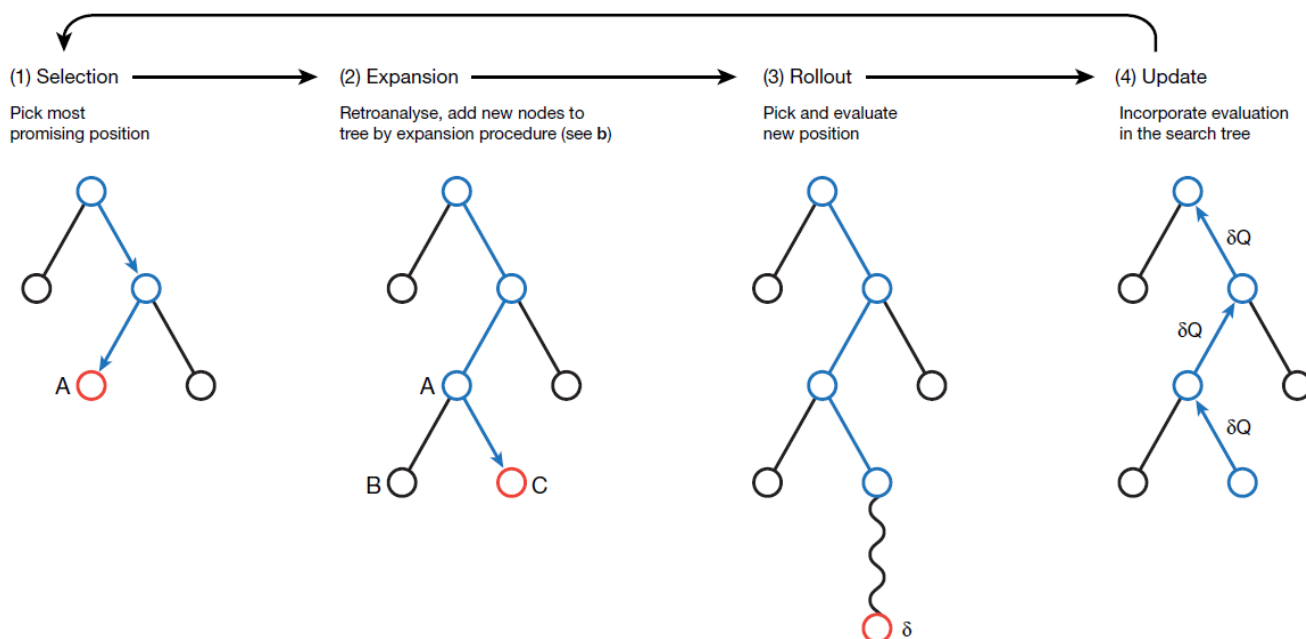 (1) Selection
Pick most
promising position
(2) Expansion
Retroanalyse, add new nodes to
tree by expansion procedure (see b)
(3) Rollout
Pick and evaluate
new position
(4) Update
Incorporate evaluation
in the search tree
A
A
B
C
δ
δQ
δQ
δQ